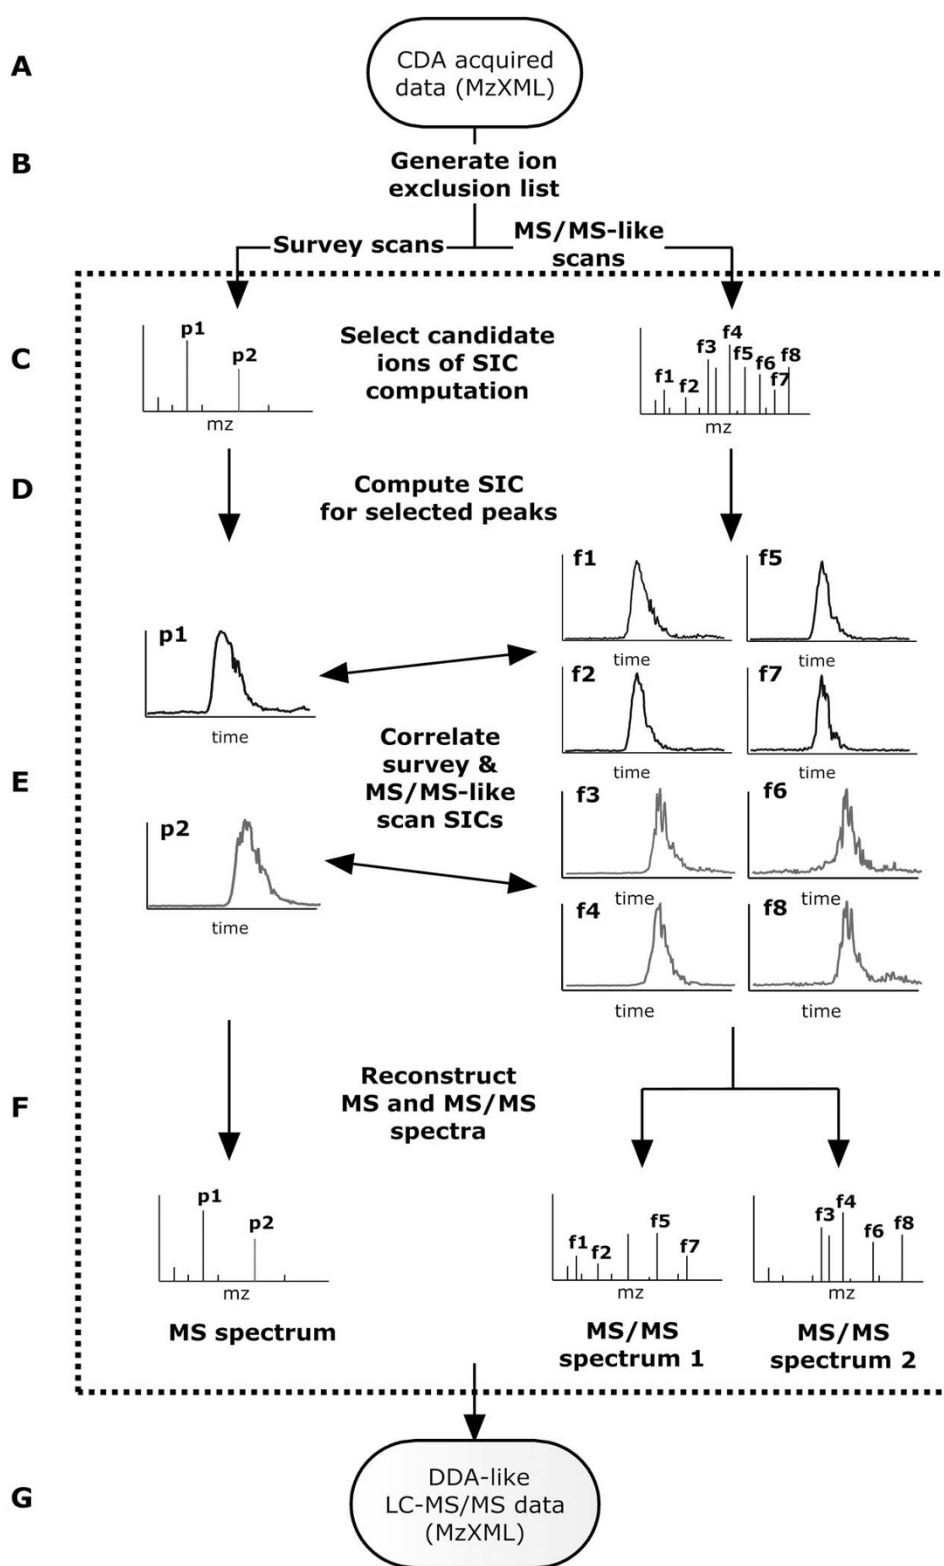 A
CDA acquired
data (MzXML)
B
Generate ion
exclusion list
Survey scans
MS/MS-like
scans
C
p1
p2
mz
Select candidate
ions of SIC
computation
f1
f2
f3
f4
f5
f6
f7
f8
mz
D
Compute SIC
for selected peaks
f1
time
f5
time
p1
time
f2
time
f7
time
E
Correlate
survey &
MS/MS-like
scan SICs
f3
time
f6
time
p2
time
f4
time
f8
time
F
Reconstruct
MS and MS/MS
spectra
p1
p2
mz
MS spectrum
f1
f2
f5
f7
mz
MS/MS
spectrum 1
f3
f4
f6
f8
mz
MS/MS
spectrum 2
G
DDA-like
LC-MS/MS data
(MzXML)